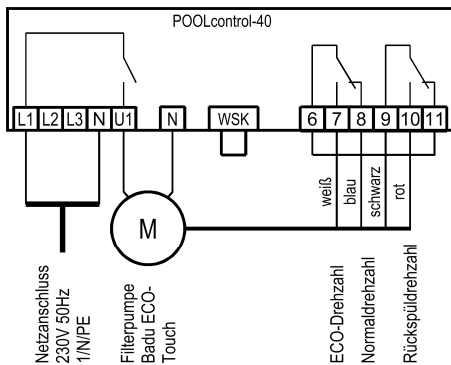 POOLcontrol-40
L1 L2 L3 N U1 N WSK 6 7 8 9 10 11
weiß
blau
schwarz
rot
M
Netzanschluss
230V 50Hz
1/N/PE
Filterpumpe
Badu ECO-
Touch
ECO-Drehzahl
Normaldrehzahl
Rückspüldrehzahl